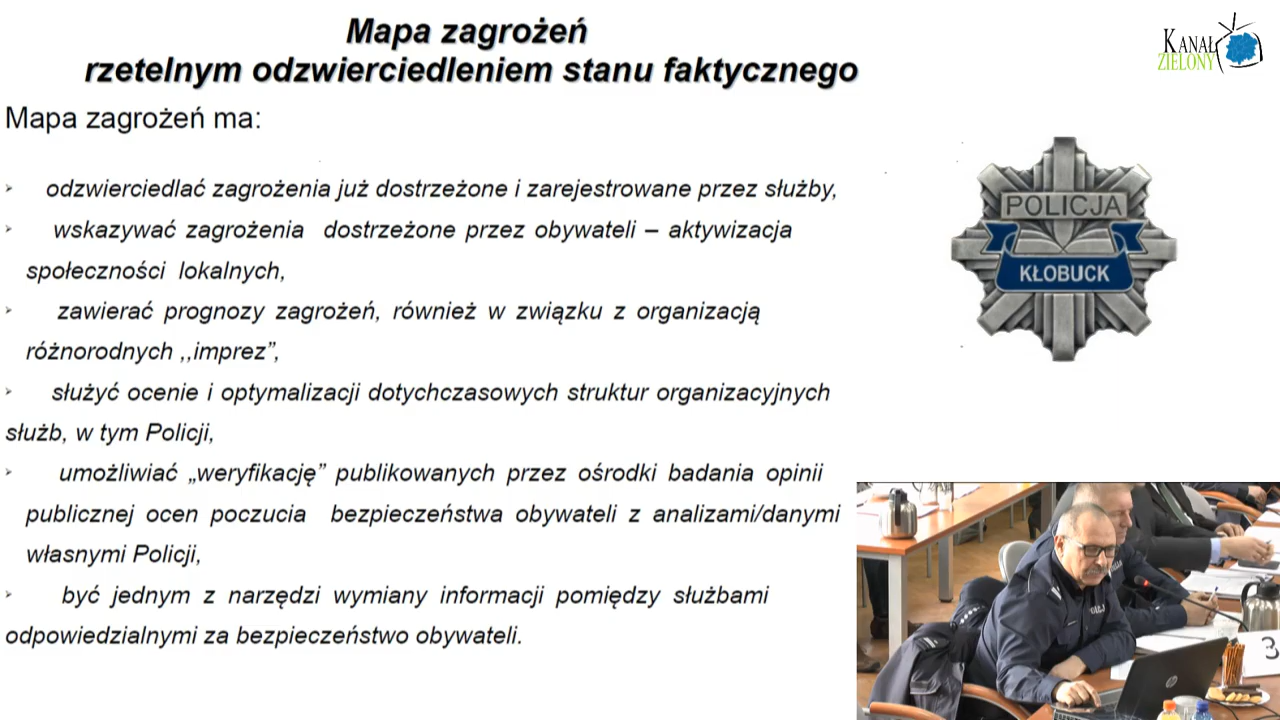 Mapa zagrożeń
rzetelnym odzwierciedleniem stanu faktycznego
KANAŁ
ZIELONY
Mapa zagrożeń ma:
odzwierciedlać zagrożenia już dostrzeżone i zarejestrowane przez służby,
wskazywać zagrożenia dostrzeżone przez obywateli – aktywizacja
społeczności lokalnych,
zawierać prognozy zagrożeń, również w związku z organizacją
różnorodnych ,,imprez”,
służyć ocenie i optymalizacji dotychczasowych struktur organizacyjnych
służb, w tym Policji,
umożliwiać „weryfikację” publikowanych przez ośrodki badania opinii
publicznej ocen poczucia bezpieczeństwa obywateli z analizami/danymi
własnymi Policji,
być jednym z narzędzi wymiany informacji pomiędzy służbami
odpowiedzialnymi za bezpieczeństwo obywateli.
POLICJA
KŁOBUCK
3
hp